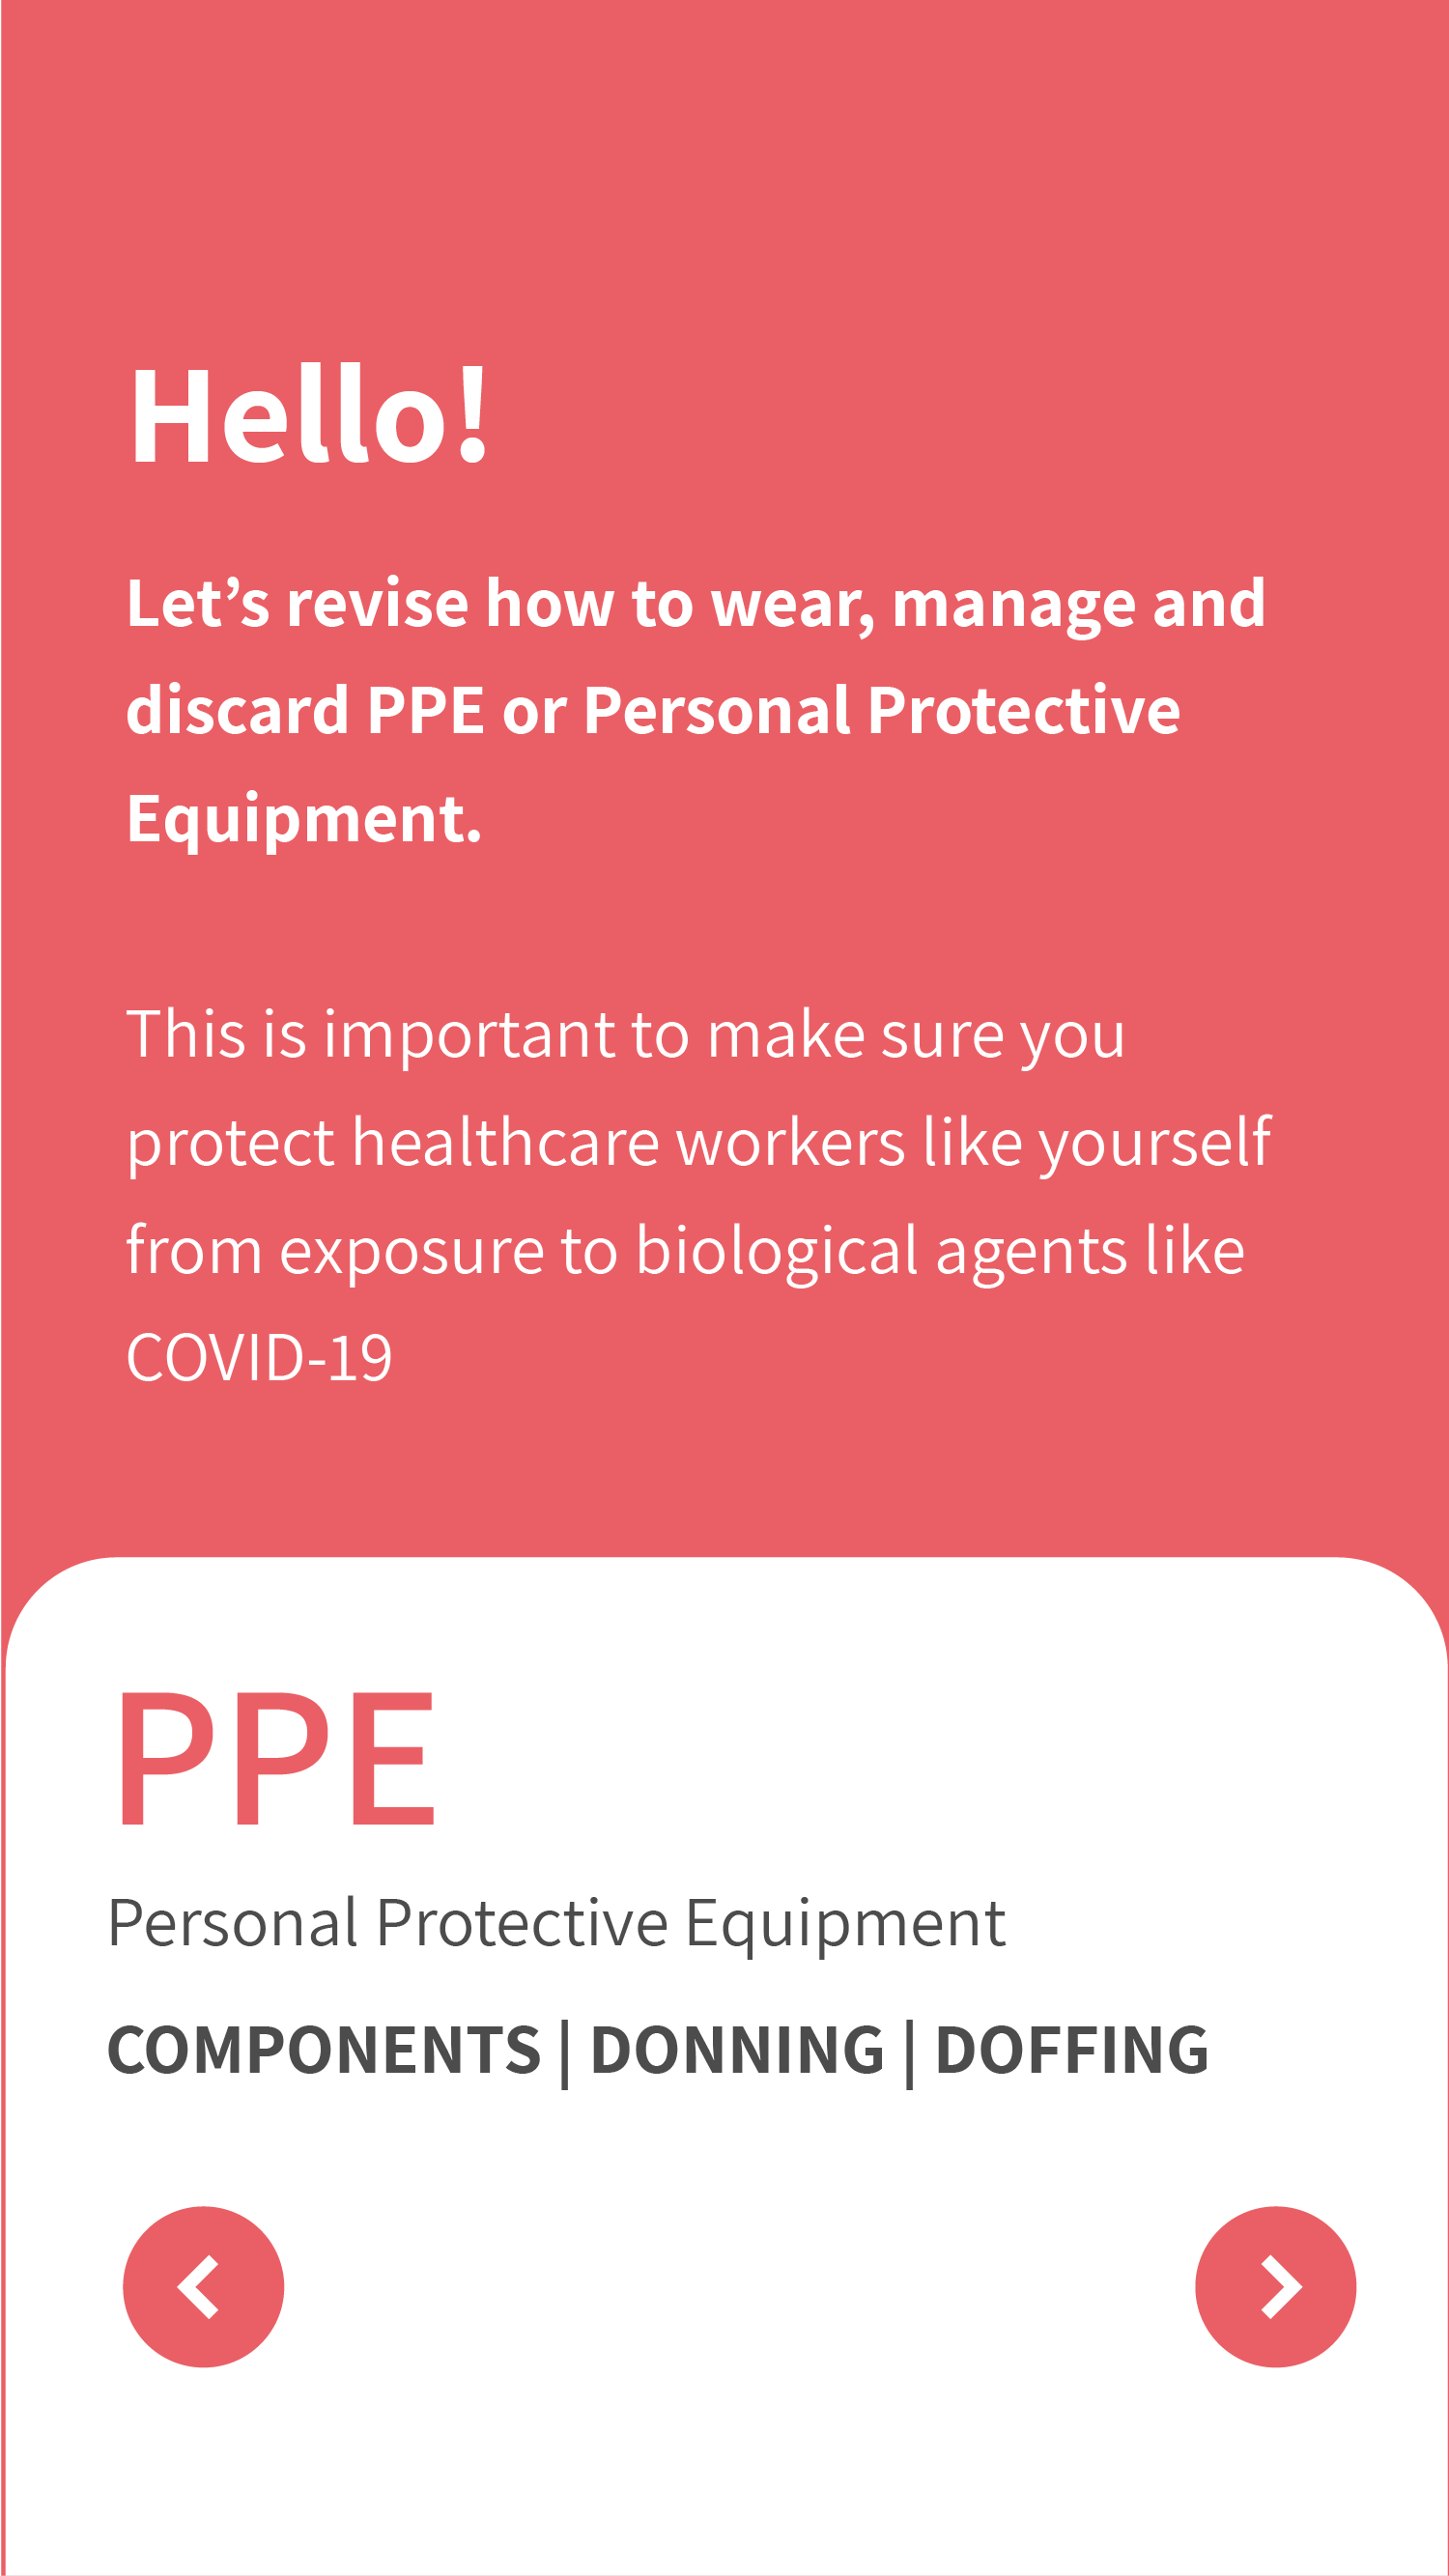 Hello!
Let’s revise how to wear, manage and
discard PPE or Personal Protective
Equipment.
This is important to make sure you
protect healthcare workers like yourself
from exposure to biological agents like
COVID-19
PPE
Personal Protective Equipment
COMPONENTS | DONNING | DOFFING